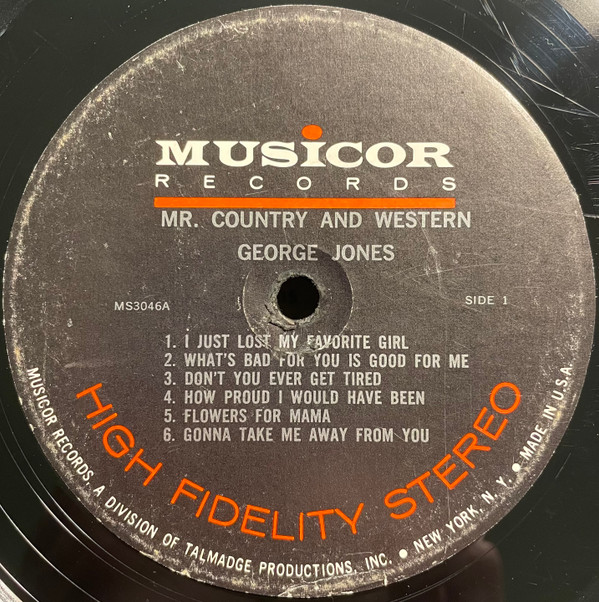 MUSICOR
RECORDS
MR. COUNTRY AND WESTERN
GEORGE JONES
MS3046A
SIDE 1
1. I JUST LOST MY FAVORITE GIRL
2. WHAT'S BAD FOR YOU IS GOOD FOR ME
3. DON'T YOU EVER GET TIRED
4. HOW PROUD I WOULD HAVE BEEN
5. FLOWERS FOR MAMA
6. GONNA TAKE ME AWAY FROM YOU
HIGH FIDELITY STEREO
MUSICOR RECORDS, A DIVISION OF TALMADGE PRODUCTIONS, INC. • NEW YORK, N. Y. • MADE IN U.S.A.